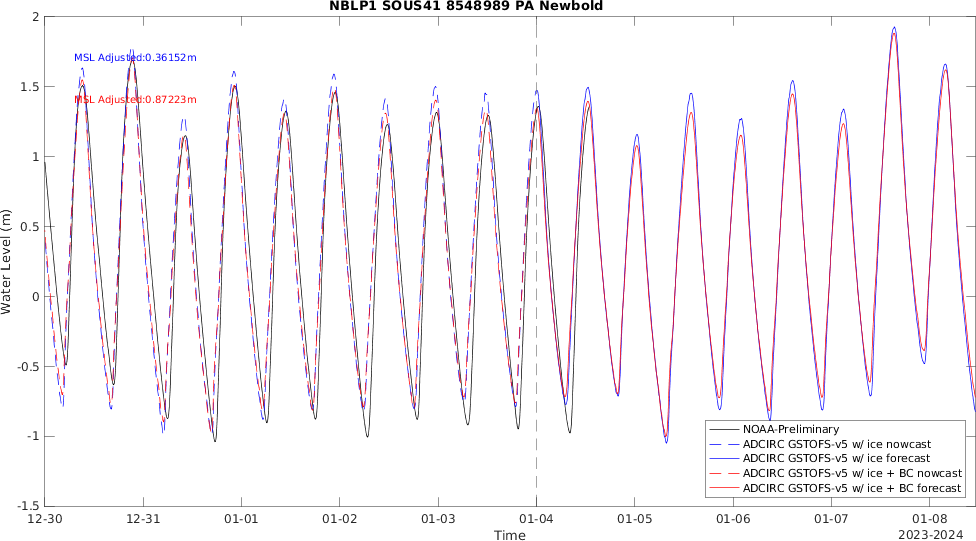 NBLP1 SOUS41 8548989 PA Newbold
MSL Adjusted:0.36152m
MSL Adjusted:0.87223m
Water Level (m)
2
1.5
1
0.5
0
-0.5
-1
-1.5
NOAA-Preliminary
ADCIRC GSTOFS-v5 w/ ice nowcast
ADCIRC GSTOFS-v5 w/ ice forecast
ADCIRC GSTOFS-v5 w/ ice + BC nowcast
ADCIRC GSTOFS-v5 w/ ice + BC forecast
12-30 12-31 01-01 01-02 01-03 01-04 01-05 01-06 01-07 01-08
Time
2023-2024